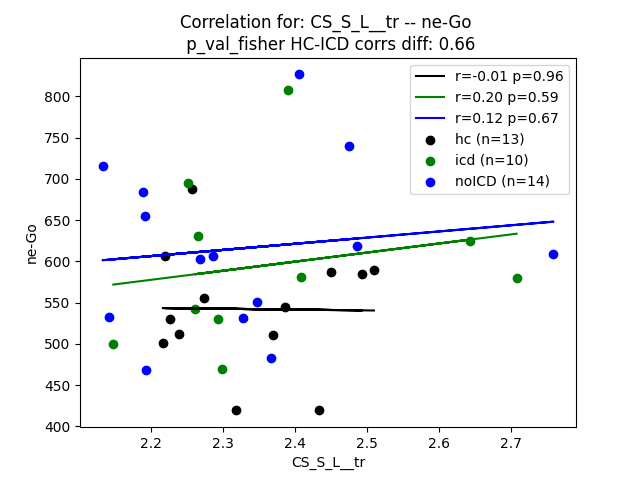 Correlation for: CS_S_L__tr -- ne-Go
p_val_fisher HC-ICD corrs diff: 0.66
r=-0.01 p=0.96
r=0.20 p=0.59
r=0.12 p=0.67
hc (n=13)
icd (n=10)
noICD (n=14)
800
750
700
650
600
550
500
450
400
ne-Go
2.2 2.3 2.4 2.5 2.6 2.7
CS_S_L__tr